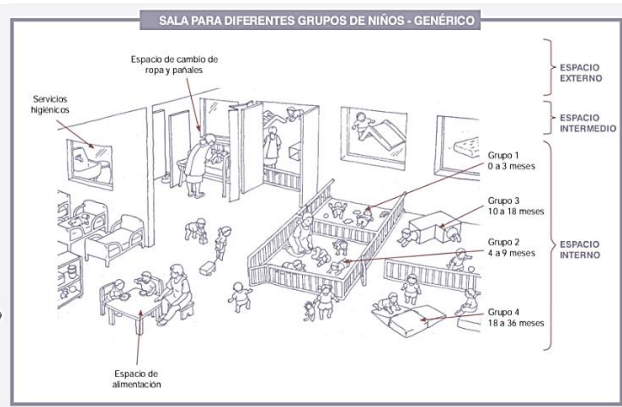 SALA PARA DIFERENTES GRUPOS DE NIÑOS - GENÉRICO
Espacio de cambio de
ropa y pañales
Servicios
higiénicos
ESPACIO
EXTERNO
ESPACIO
INTERMEDIO
Grupo 1
0 a 3 meses
Grupo 3
10 a 18 meses
Grupo 2
4 a 9 meses
ESPACIO
INTERNO
Grupo 4
18 a 36 meses
Espacio de
alimentación